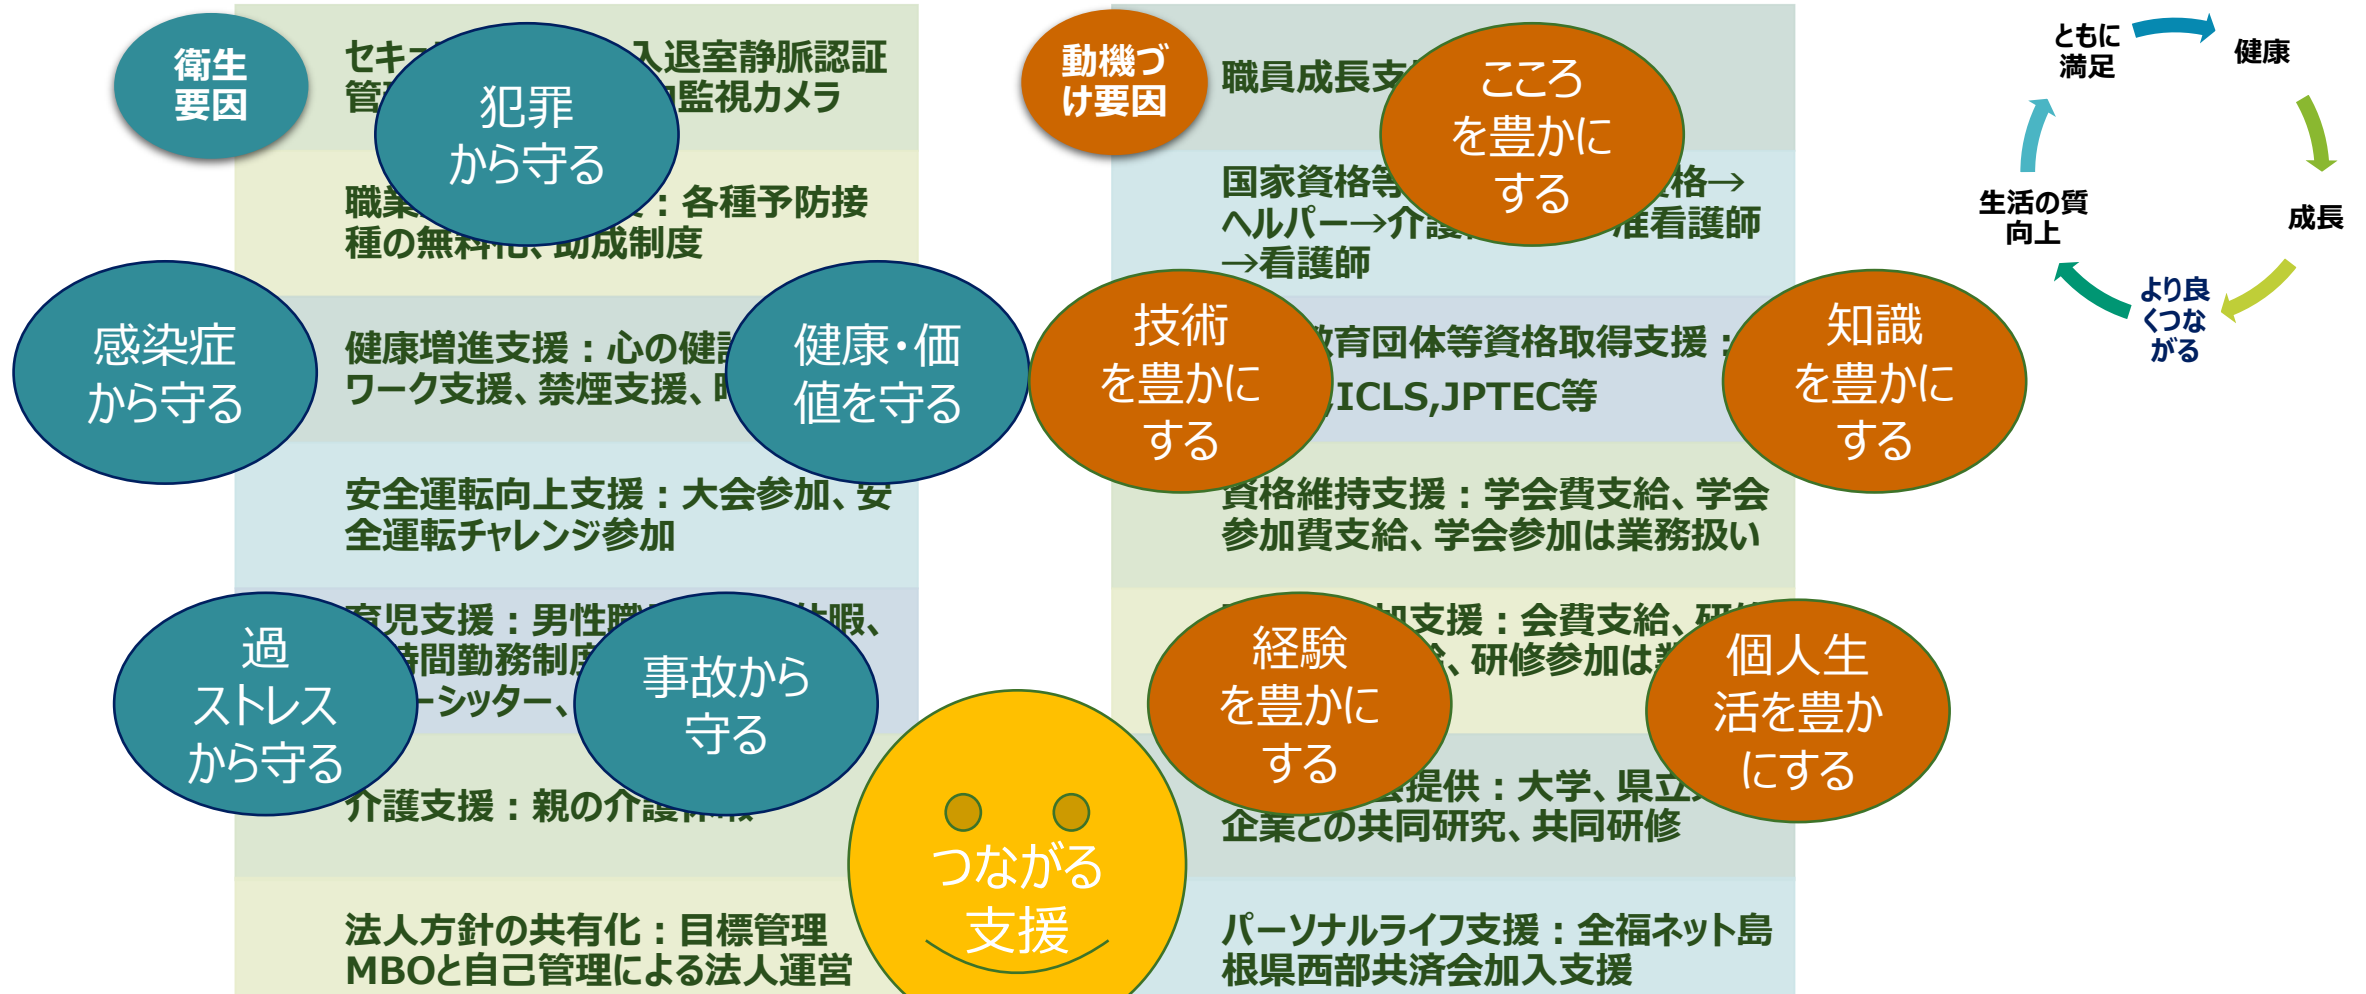 衛生
要因
セキュ
入退室静脈認証
管
監視カメラ
犯罪
から守る
職業
：各種予防接
種の無料化、助成制度
感染症
から守る
健康増進支援：心の健
ワーク支援、禁煙支援、
健康・価
値を守る
安全運転向上支援：大会参加、安
全運転チャレンジ参加
育児支援：男性職
休暇、
時間勤務制度
ーシッター、
過
ストレス
から守る
事故から
守る
介護支援：親の介護休暇
法人方針の共有化：目標管理
MBOと自己管理による法人運営
つながる
支援
動機づ
け要因
職員成長支
こころ
を豊かに
する
国家資格等
格→
ヘルパー→介護
准看護師
→看護師
技術
を豊かに
する
教育団体等資格取得支援：
,ICLS,JPTEC等
知識
を豊かに
する
資格維持支援：学会費支給、学会
参加費支給、学会参加は業務扱い
加支援：会費支給、研修
、研修参加は業
経験
を豊かに
する
個人生
活を豊か
にする
提供：大学、県立
企業との共同研究、共同研修
パーソナルライフ支援：全福ネット島
根県西部共済会加入支援
ともに
満足
健康
成長
より良
くつな
がる
生活の質
向上